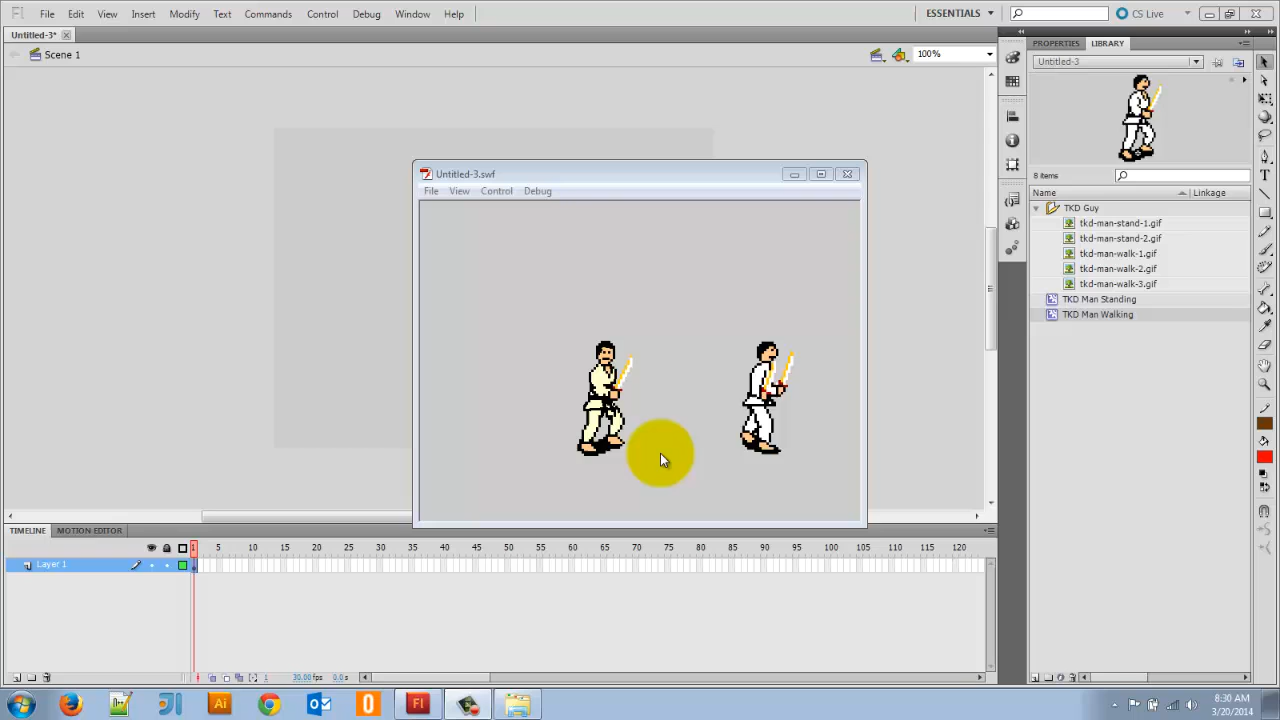 Fl File Edit View Insert Modify Text Commands Control Debug Window Help ESSENTIALS CS Live
Untitled-3*
Scene 1 100%
PROPERTIES LIBRARY
Untitled-3
8 items
Name Linkage
TKD Guy
tkd-man-stand-1.gif
tkd-man-stand-2.gif
tkd-man-walk-1.gif
tkd-man-walk-2.gif
tkd-man-walk-3.gif
TKD Man Standing
TKD Man Walking
Untitled-3.swf
File View Control Debug
TIMELINE MOTION EDITOR
1 5 10 15 20 25 30 35 40 45 50 55 60 65 70 75 80 85 90 95 100 105 110 115 120
Layer 1
1 30.00 fps 0.0 s
Ai Fl
8:30 AM
3/20/2014